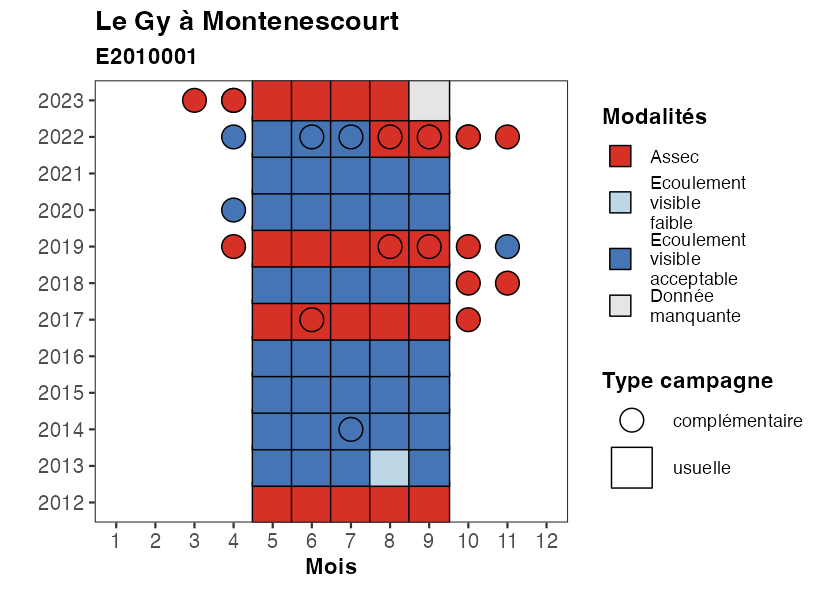 Le Gy à Montenescourt
E2010001
2023
2022
2021
2020
2019
2018
2017
2016
2015
2014
2013
2012
1 2 3 4 5 6 7 8 9 10 11 12
Mois
Modalités
Assec
Ecoulement
visible
faible
Ecoulement
visible
acceptable
Donnée
manquante
Type campagne
complémentaire
usuelle